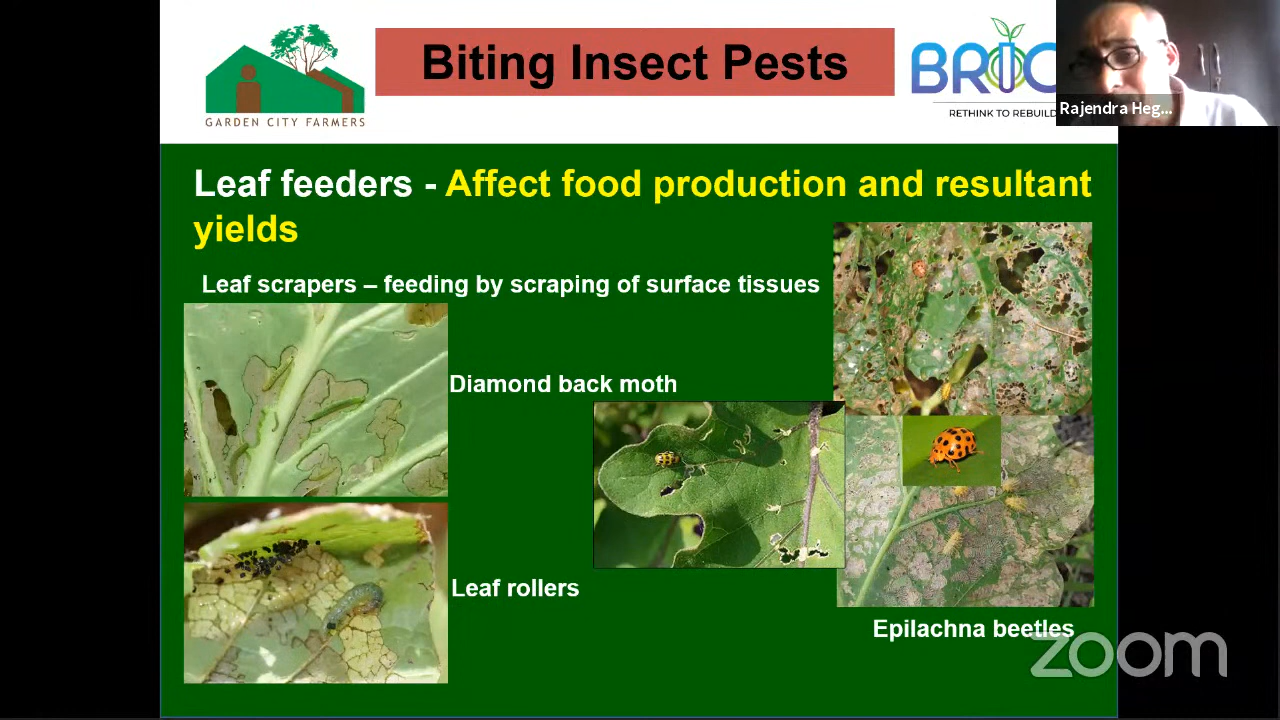 GARDEN CITY FARMERS
Biting Insect Pests
RETHINK TO REBUILD
Rajendra Heg...
Leaf feeders - Affect food production and resultant
yields
Leaf scrapers – feeding by scraping of surface tissues
Diamond back moth
Leaf rollers
Epilachna beetles
zoom